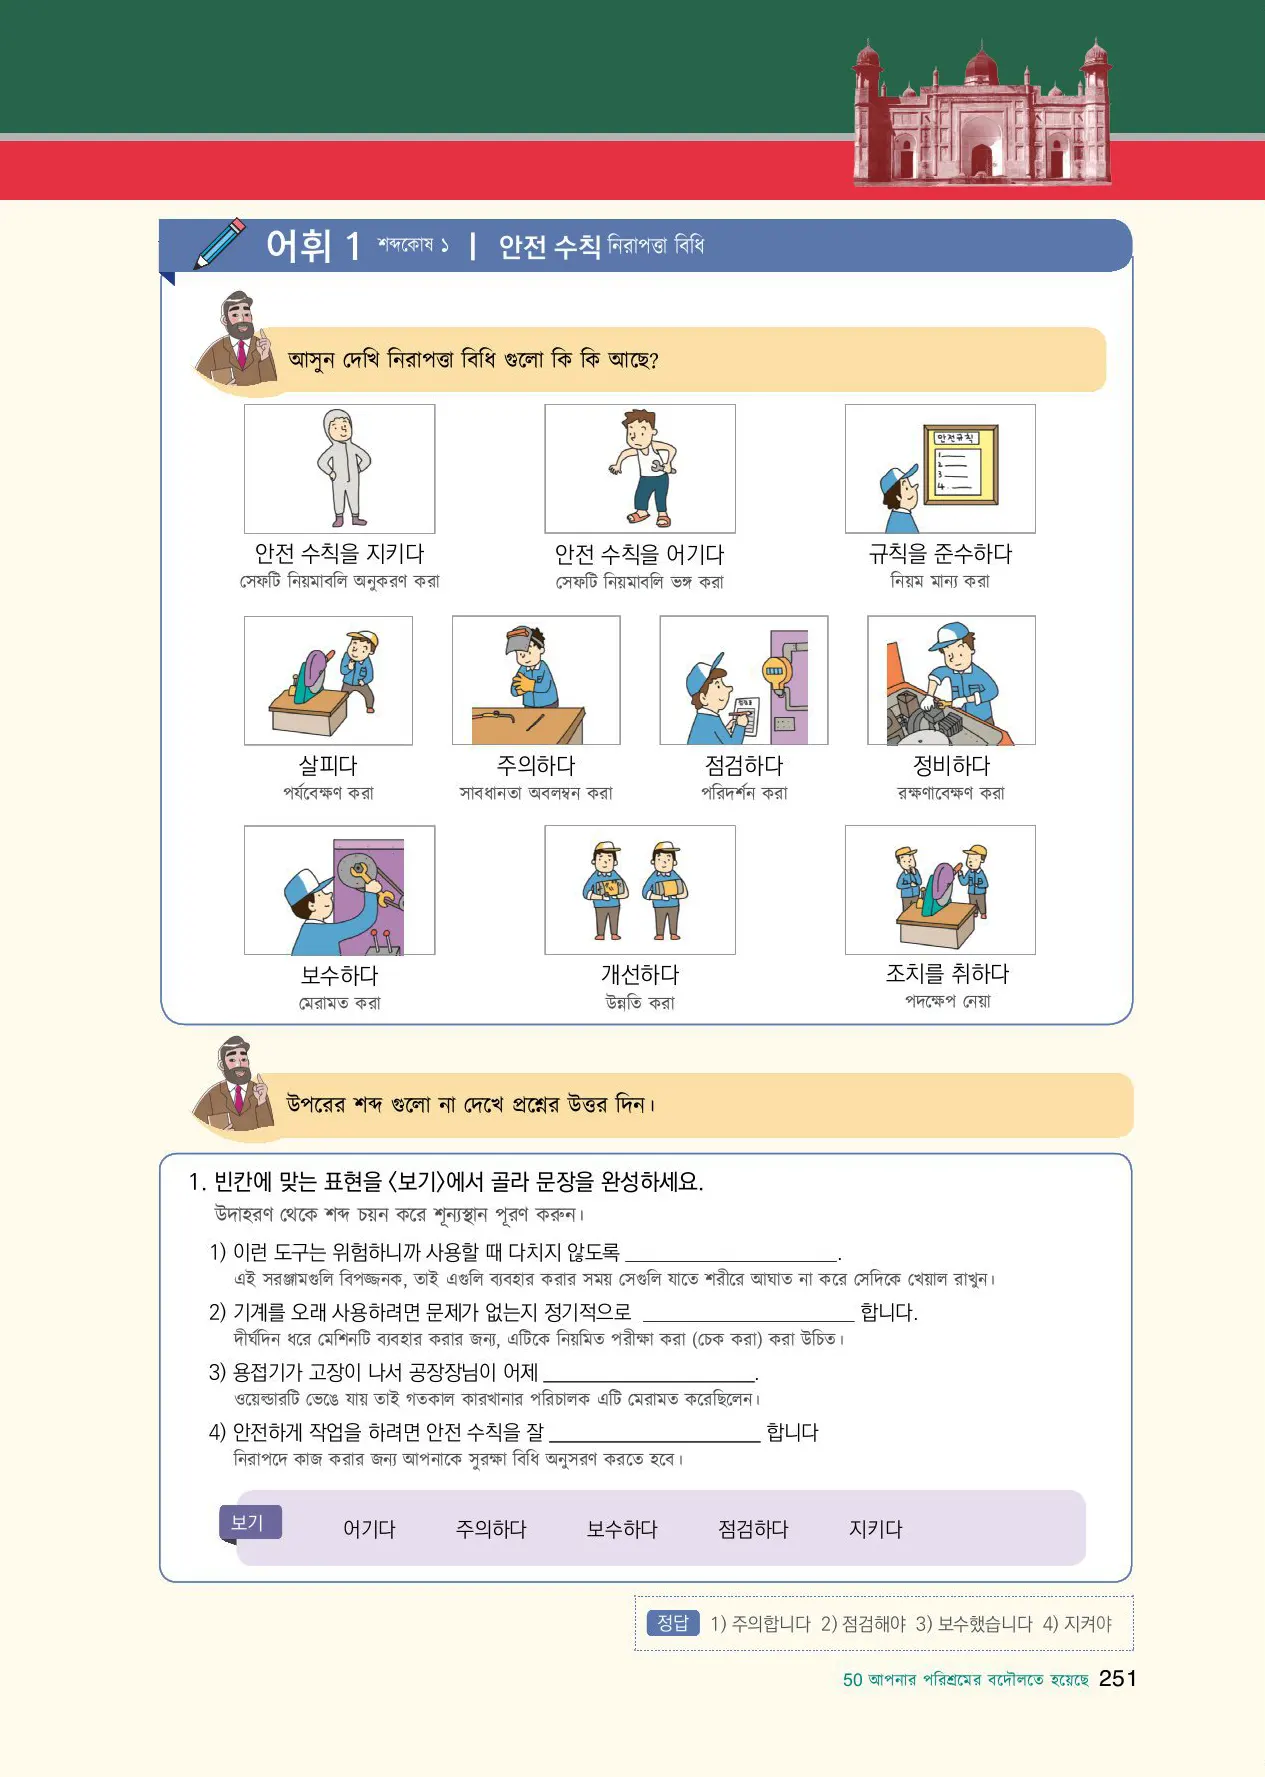 어휘 1 শব্দকোষ ১ | 안전 수칙 নিরাপত্তা বিধি
আসুন দেখি নিরাপত্তা বিধি গুলো কি কি আছে?
안전규칙
1.
2
3
4.
안전 수칙을 지키다 안전 수칙을 어기다 규칙을 준수하다
সেফটি নিয়মাবলি অনুকরণ করা সেফটি নিয়মাবলি ভঙ্গ করা নিয়ম মান্য করা
살피다 주의하다 점검하다 정비하다
পর্যবেক্ষণ করা সাবধানতা অবলম্বন করা পরিদর্শন করা রক্ষণাবেক্ষণ করা
보수하다 개선하다 조치를 취하다
মেরামত করা উন্নতি করা পদক্ষেপ নেয়া
উপরের শব্দ গুলো না দেখে প্রশ্নের উত্তর দিন।
1. 빈칸에 맞는 표현을 〈보기〉에서 골라 문장을 완성하세요.
উদাহরণ থেকে শব্দ চয়ন করে শূন্যস্থান পূরণ করুন।
1) 이런 도구는 위험하니까 사용할 때 다치지 않도록 ____________________.
এই সরঞ্জামগুলি বিপজ্জনক, তাই এগুলি ব্যবহার করার সময় সেগুলি যাতে শরীরে আঘাত না করে সেদিকে খেয়াল রাখুন।
2) 기계를 오래 사용하려면 문제가 없는지 정기적으로 ____________________ 합니다.
দীর্ঘদিন ধরে মেশিনটি ব্যবহার করার জন্য, এটিকে নিয়মিত পরীক্ষা করা (চেক করা) করা উচিত।
3) 용접기가 고장이 나서 공장장님이 어제 ____________________.
ওয়েল্ডারটি ভেঙে যায় তাই গতকাল কারখানার পরিচালক এটি মেরামত করেছিলেন।
4) 안전하게 작업을 하려면 안전 수칙을 잘 ____________________ 합니다
নিরাপদে কাজ করার জন্য আপনাকে সুরক্ষা বিধি অনুসরণ করতে হবে।
보기 어기다 주의하다 보수하다 점검하다 지키다
정답 1) 주의합니다 2) 점검해야 3) 보수했습니다 4) 지켜야
50 আপনার পরিশ্রমের বদৌলতে হয়েছে 251